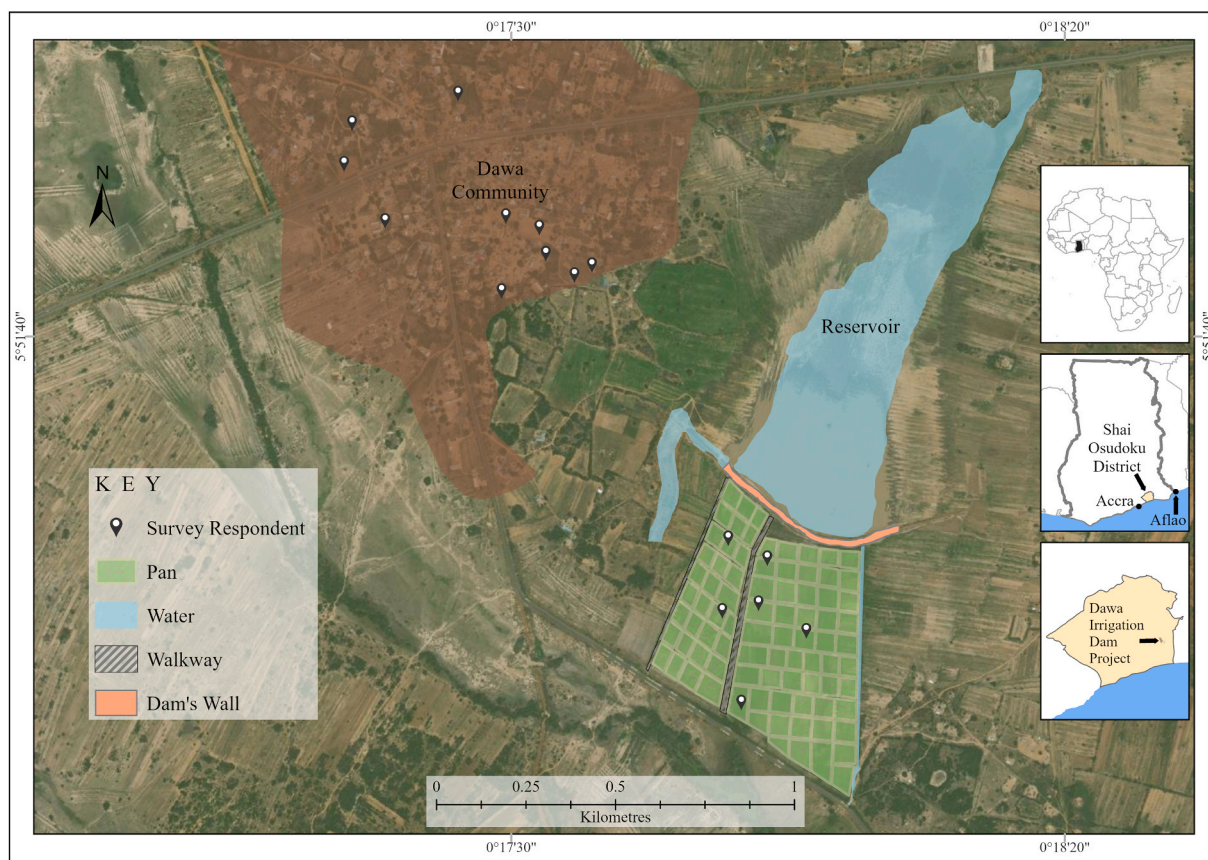 0°17'30"
0°18'20"
N
Dawa
Community
5°51'40"
Reservoir
5°51'40"
K E Y
Survey Respondent
Pan
Water
Walkway
Dam's Wall
Shai
Osudoku
District
Accra
Aflao
Dawa
Irrigation
Dam
Project
0 0.25 0.5 1
Kilometres
0°17'30"
0°18'20"